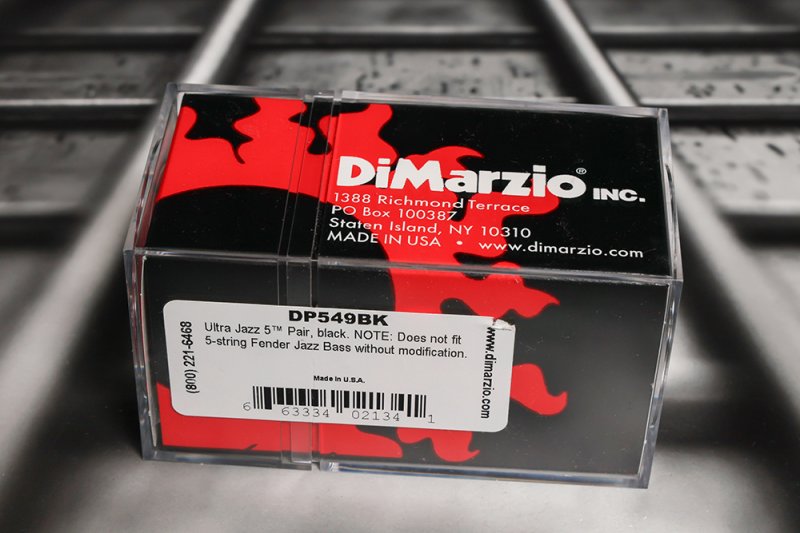 DiMarzio® INC.
1388 Richmond Terrace
PO Box 100387
Staten Island, NY 10310
MADE IN USA • www.dimarzio.com
DP549BK
Ultra Jazz 5™ Pair, black. NOTE: Does not fit
5-string Fender Jazz Bass without modification.
Made in U.S.A.
6 63334 02134 1
(800) 221-6468
www.dimarzio.com